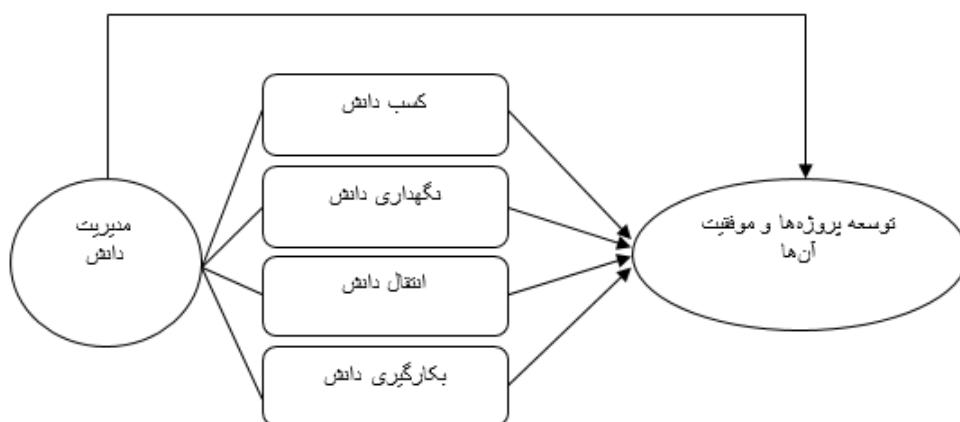 کسب دانش
نگهداری دانش
مدیریت
دانش
توسعه پروژه‌ها و موفقیت
آن‌ها
انتقال دانش
بکارگیری دانش